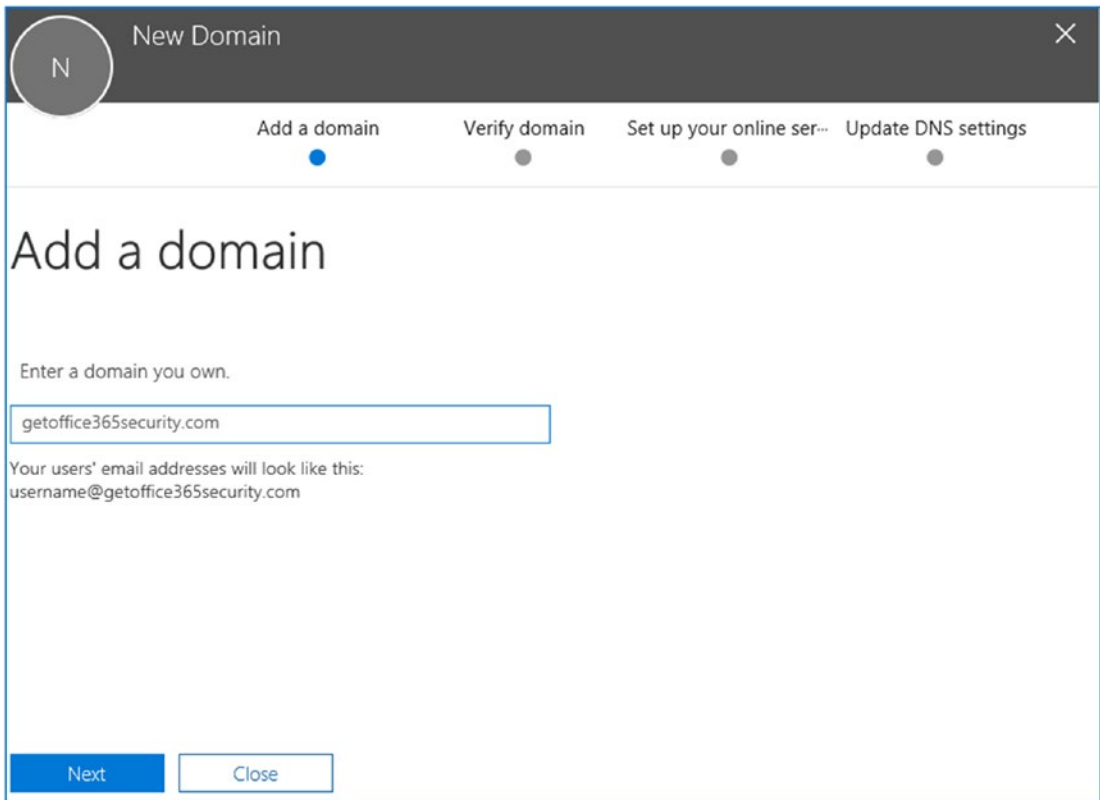 New Domain
N
Add a domain
Verify domain
Set up your online ser...
Update DNS settings
Add a domain
Enter a domain you own.
getoffice365security.com
Your users' email addresses will look like this:
username@getoffice365security.com
Next
Close